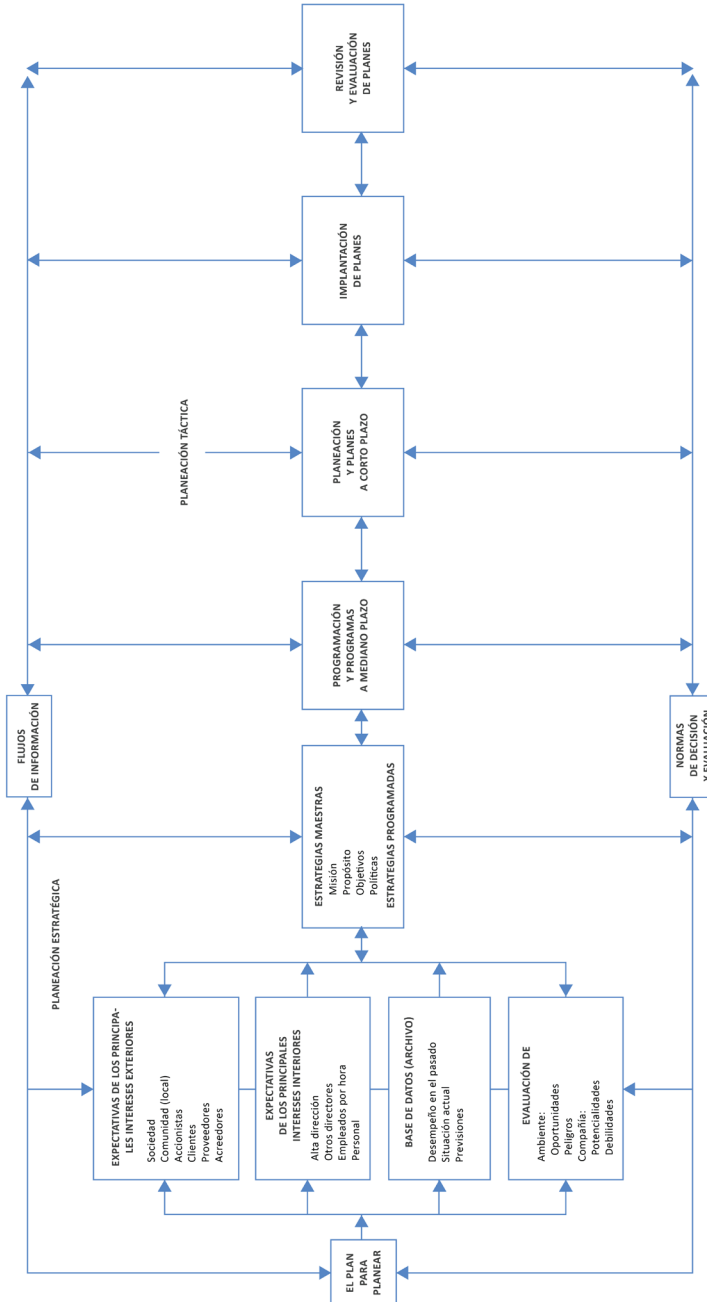 FLUJOS
DE INFORMACIÓN
PLANEACIÓN ESTRATÉGICA
PLANEACIÓN TÁCTICA
EL PLAN
PARA
PLANEAR
EXPECTATIVAS DE LOS PRINCIPA-
LES INTERESES EXTERIORES
Sociedad
Comunidad (local)
Accionistas
Clientes
Proveedores
Acreedores
EXPECTATIVAS
DE LOS PRINCIPALES
INTERESES INTERIORES
Alta dirección
Otros directores
Empleados por hora
Personal
BASE DE DATOS (ARCHIVO)
Desempeño en el pasado
Situación actual
Previsiones
EVALUACIÓN DE
Ambiente:
Oportunidades
Peligros
Compañía:
Potencialidades
Debilidades
ESTRATEGIAS MAESTRAS
Misión
Propósito
Objetivos
Políticas
ESTRATEGIAS PROGRAMADAS
PROGRAMACIÓN
Y PROGRAMAS
A MEDIANO PLAZO
PLANEACIÓN
Y PLANES
A CORTO PLAZO
IMPLANTACIÓN
DE PLANES
REVISIÓN
Y EVALUACIÓN
DE PLANES
NORMAS
DE DECISIÓN
Y EVALUACIÓN